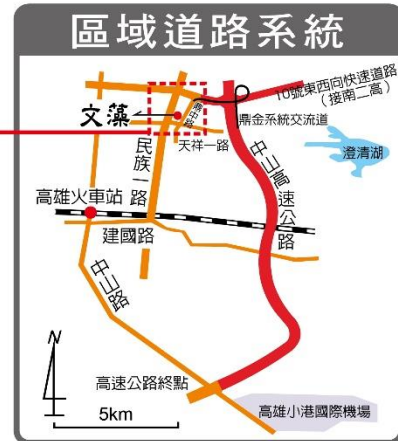 區域道路系統
10號東西向快速道路
(接南二高)
鼎中路
文藻
鼎金系統交流道
天祥一路
民族一路
澄清湖
中山高速公路
高雄火車站
建國路
中山路
N
高速公路終點
5km
高雄小港國際機場